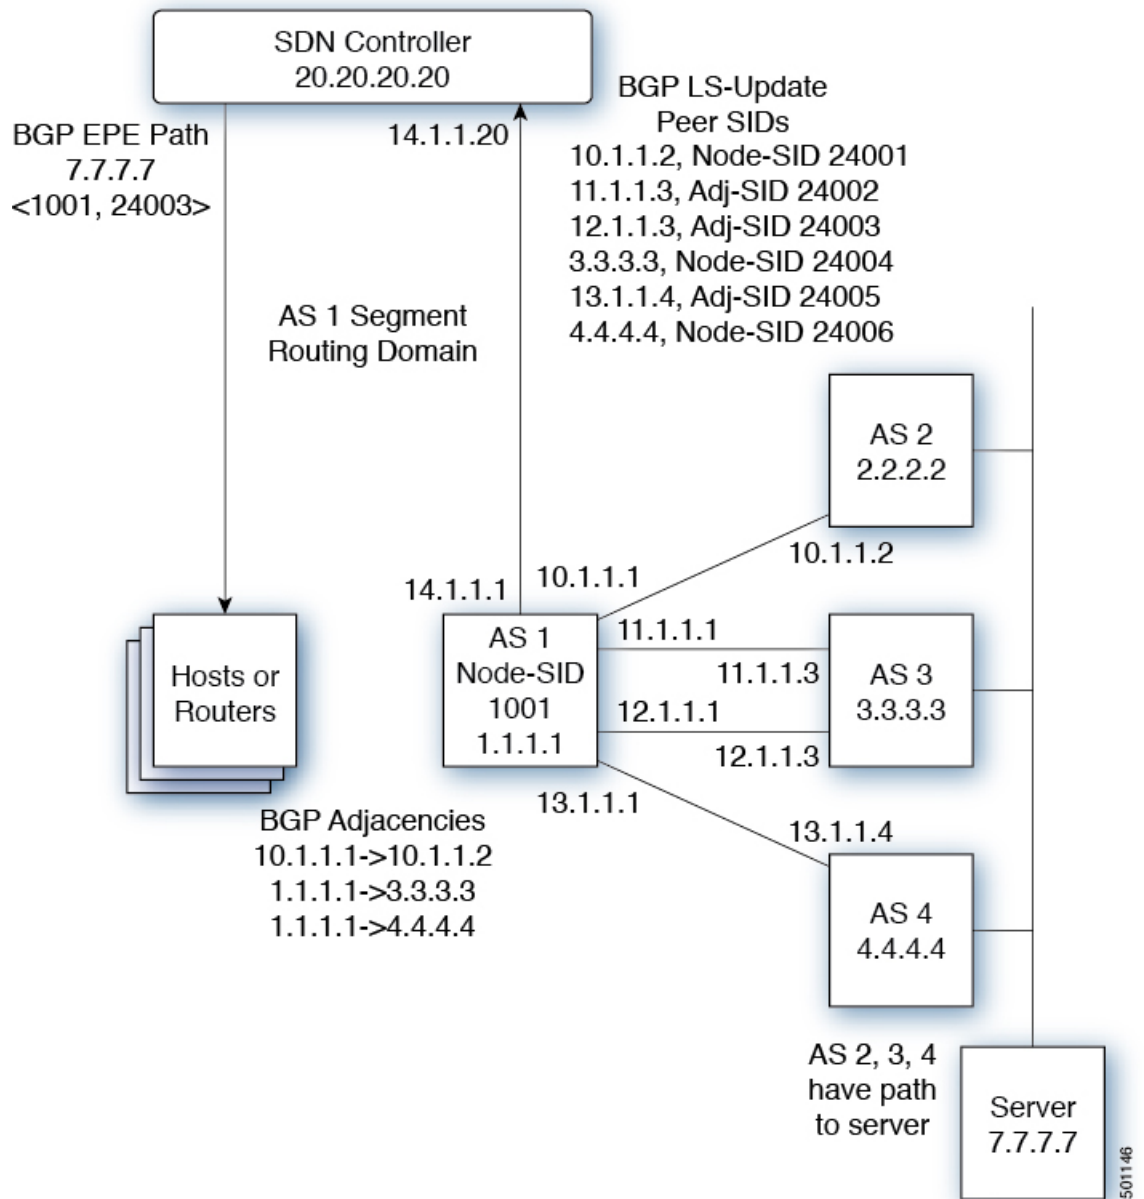 SDN Controller
20.20.20.20
BGP EPE Path
7.7.7.7
<1001, 24003>
14.1.1.20
BGP LS-Update
Peer SIDs
10.1.1.2, Node-SID 24001
11.1.1.3, Adj-SID 24002
12.1.1.3, Adj-SID 24003
3.3.3.3, Node-SID 24004
13.1.1.4, Adj-SID 24005
4.4.4.4, Node-SID 24006
AS 1 Segment
Routing Domain
AS 2
2.2.2.2
10.1.1.2
14.1.1.1
10.1.1.1
Hosts or
Routers
AS 1
Node-SID
1001
1.1.1.1
11.1.1.1
11.1.1.3
12.1.1.1
12.1.1.3
AS 3
3.3.3.3
13.1.1.1
13.1.1.4
BGP Adjacencies
10.1.1.1->10.1.1.2
1.1.1.1->3.3.3.3
1.1.1.1->4.4.4.4
AS 4
4.4.4.4
AS 2, 3, 4
have path
to server
Server
7.7.7.7
501146